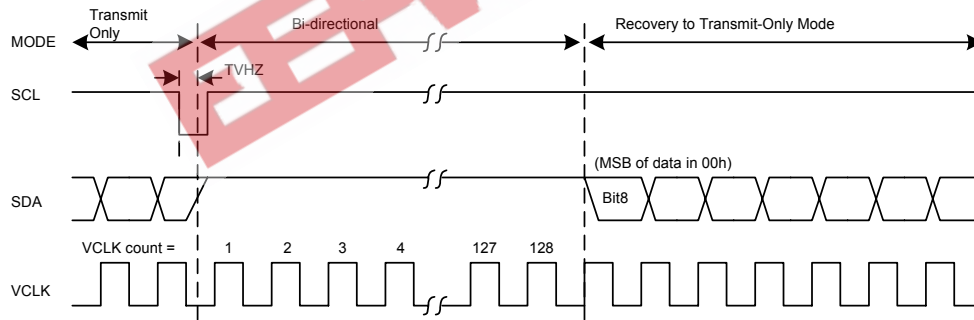 Transmit
Only
Bi-directional
Recovery to Transmit-Only Mode
MODE
TVHZ
SCL
(MSB of data in 00h)
SDA
Bit8
VCLK count =
1
2
3
4
127
128
VCLK